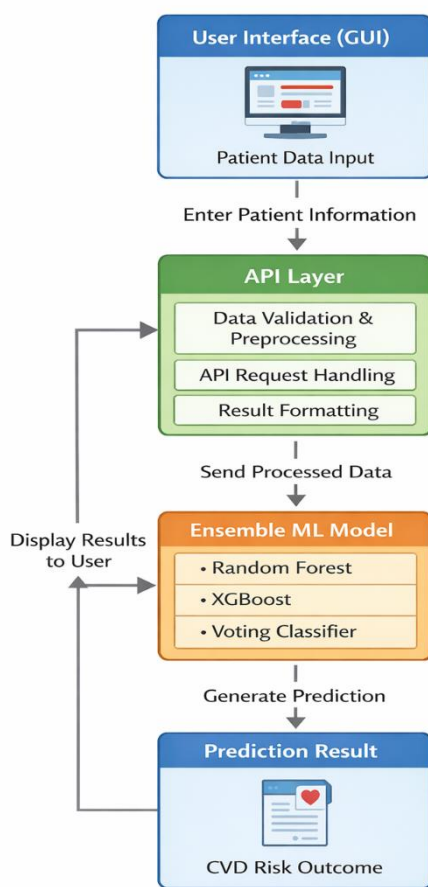 User Interface (GUI)
Patient Data Input
Enter Patient Information
API Layer
Data Validation &
Preprocessing
API Request Handling
Result Formatting
Send Processed Data
Display Results
to User
Ensemble ML Model
• Random Forest
• XGBoost
• Voting Classifier
Generate Prediction
Prediction Result
CVD Risk Outcome